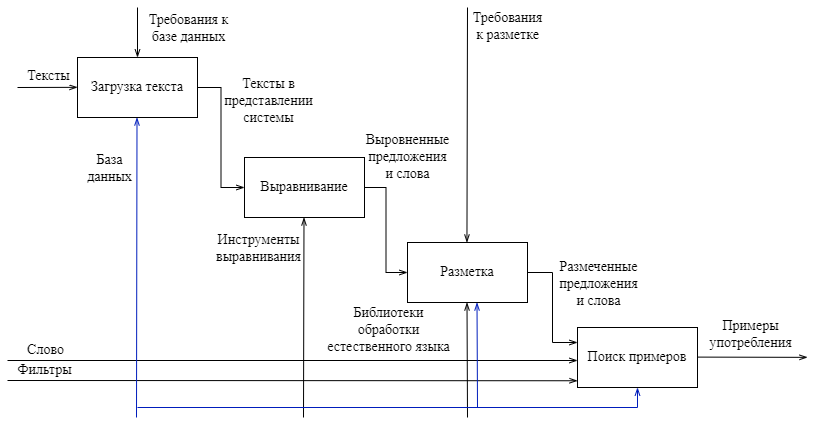 Требования к
базе данных
Требования
к разметке
Тексты
Загрузка текста
Тексты в
представлении
системы
База
данных
Выровненные
предложения
и слова
Выравнивание
Инструменты
выравнивания
Разметка
Размеченные
предложения
и слова
Библиотеки
обработки
естественного языка
Слово
Фильтры
Поиск примеров
Примеры
употребления